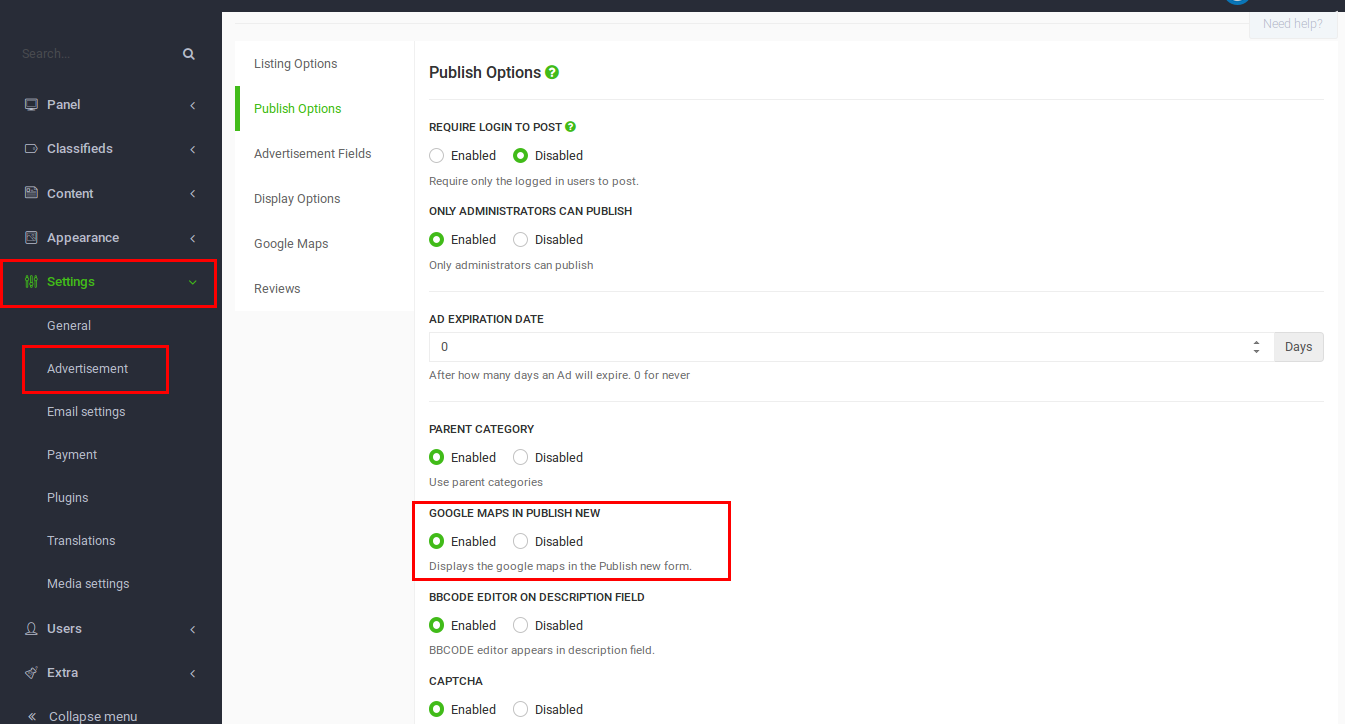 Need help?
Search...
Panel
Classifieds
Content
Appearance
Settings
General
Advertisement
Email settings
Payment
Plugins
Translations
Media settings
Users
Extra
Collapse menu
Listing Options
Publish Options
Advertisement Fields
Display Options
Google Maps
Reviews
Publish Options
REQUIRE LOGIN TO POST
Enabled Disabled
Require only the logged in users to post.
ONLY ADMINISTRATORS CAN PUBLISH
Enabled Disabled
Only administrators can publish
AD EXPIRATION DATE
0 Days
After how many days an Ad will expire. 0 for never
PARENT CATEGORY
Enabled Disabled
Use parent categories
GOOGLE MAPS IN PUBLISH NEW
Enabled Disabled
Displays the google maps in the Publish new form.
BBCODE EDITOR ON DESCRIPTION FIELD
Enabled Disabled
BBCODE editor appears in description field.
CAPTCHA
Enabled Disabled